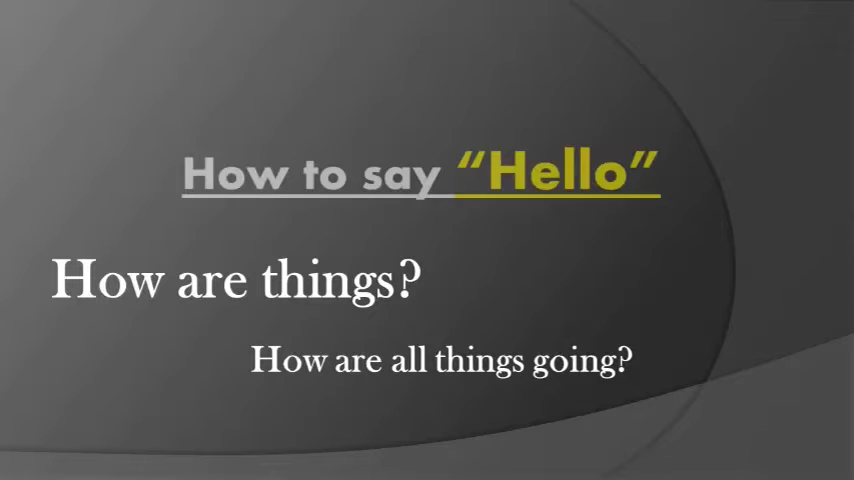 How to say “Hello”
How are things?
How are all things going?